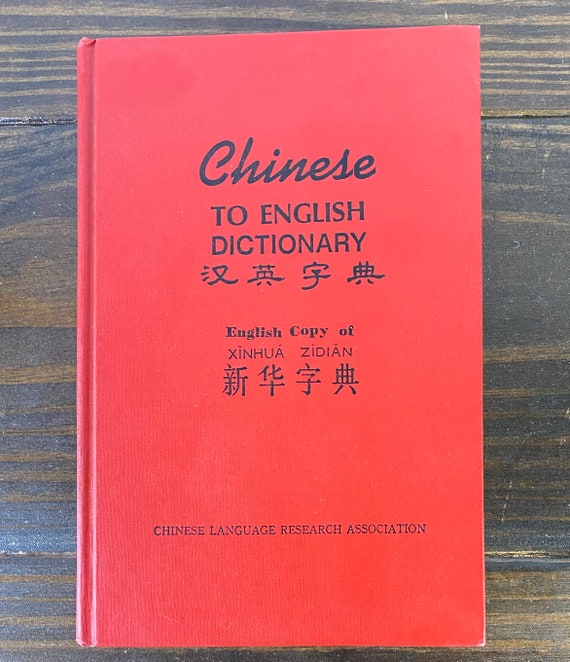 Chinese
TO ENGLISH
DICTIONARY
汉英字典
English Copy of
XÌNHUÁ ZÌDIǍN
新华字典
CHINESE LANGUAGE RESEARCH ASSOCIATION